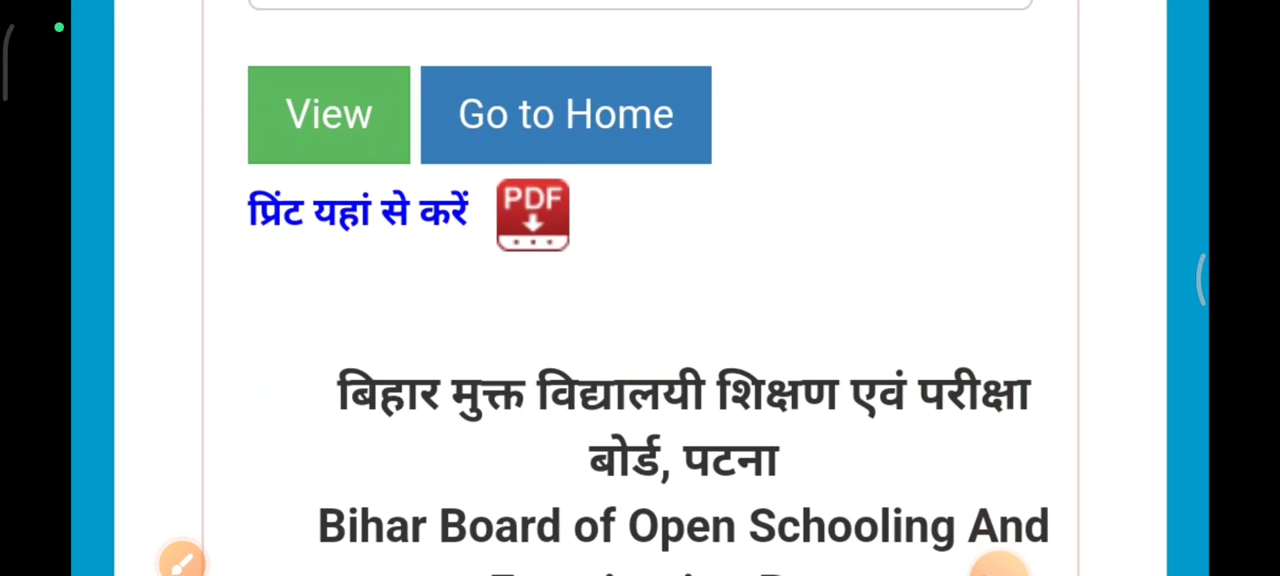 View Go to Home
प्रिंट यहां से करें PDF
बिहार मुक्त विद्यालयी शिक्षण एवं परीक्षा
बोर्ड, पटना
Bihar Board of Open Schooling And